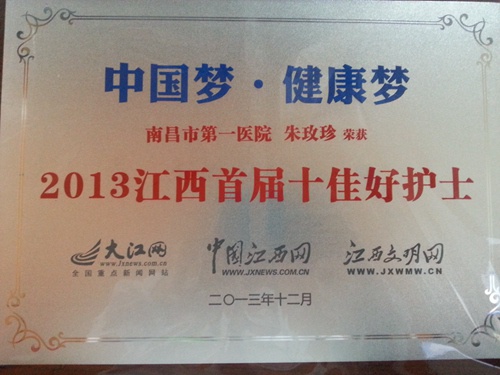 中国梦·健康梦
南昌市第一医院 朱玫珍 荣获
2013江西首届十佳好护士
大江网 中国江西网 江西文明网
www.Jxnews.com.cn WWW.JXNEWS.COM.CN WWW.JXWMW.CN
全国重点新闻网站
二〇一三年十二月